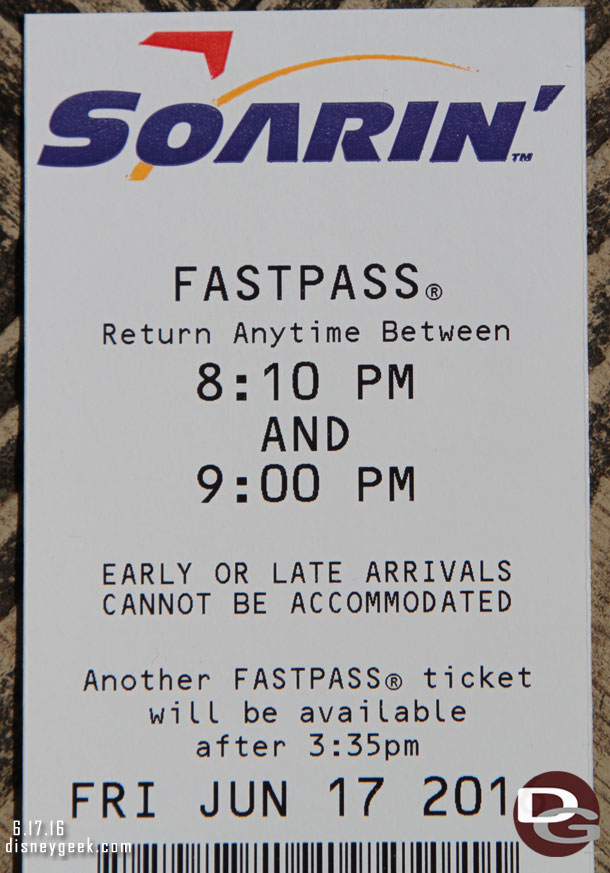 SOARIN'™
FASTPASS®
Return Anytime Between
8:10 PM
AND
9:00 PM
EARLY OR LATE ARRIVALS
CANNOT BE ACCOMMODATED
Another FASTPASS® ticket
will be available
after 3:35pm
FRI JUN 17 2016
6.17.16
disneygeek.com
DG